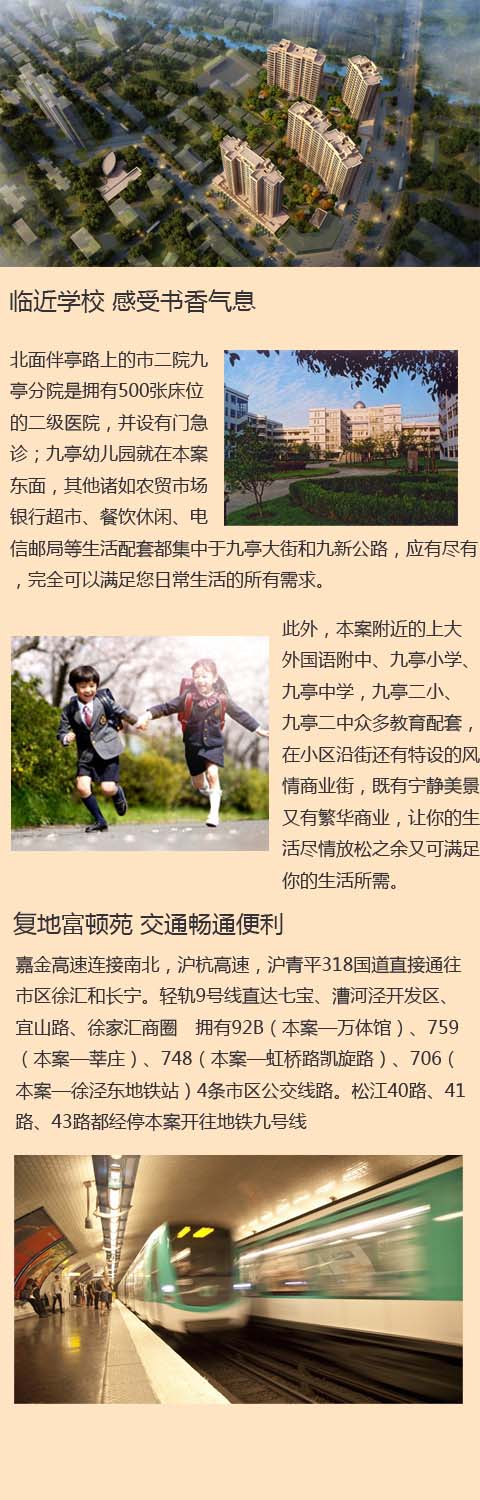 临近学校 感受书香气息
北面伴亭路上的市二院九
亭分院是拥有500张床位
的二级医院，并设有门急
诊；九亭幼儿园就在本案
东面，其他诸如农贸市场
银行超市、餐饮休闲、电
信邮局等生活配套都集中于九亭大街和九新公路，应有尽有
，完全可以满足您日常生活的所有需求。
此外，本案附近的上大
外国语附中、九亭小学、
九亭中学，九亭二小、
九亭二中众多教育配套，
在小区沿街还有特设的风
情商业街，既有宁静美景
又有繁华商业，让你的生
活尽情放松之余又可满足
你的生活所需。
复地富顿苑 交通畅通便利
嘉金高速连接南北，沪杭高速，沪青平318国道直接通往
市区徐汇和长宁。轻轨9号线直达七宝、漕河泾开发区、
宜山路、徐家汇商圈　拥有92B（本案—万体馆）、759
（本案—莘庄）、748（本案—虹桥路凯旋路）、706（
本案—徐泾东地铁站）4条市区公交线路。松江40路、41
路、43路都经停本案开往地铁九号线